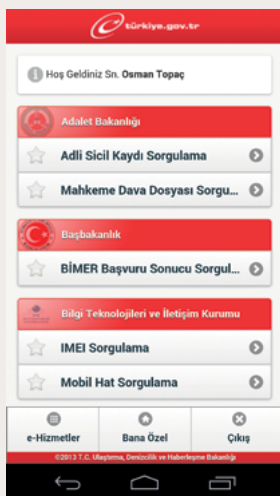 türkiye.gov.tr
Hoş Geldiniz Sn. Osman Topaç
Adalet Bakanlığı
Adli Sicil Kaydı Sorgulama
Mahkeme Dava Dosyası Sorgu...
Başbakanlık
BİMER Başvuru Sonucu Sorgul...
Bilgi Teknolojileri ve İletişim Kurumu
IMEI Sorgulama
Mobil Hat Sorgulama
e-Hizmetler
Bana Özel
Çıkış
©2013 T.C. Ulaştırma, Denizcilik ve Haberleşme Bakanlığı